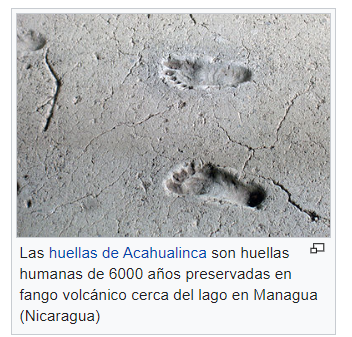 Las huellas de Acahualinca son huellas
humanas de 6000 años preservadas en
fango volcánico cerca del lago en Managua
(Nicaragua)